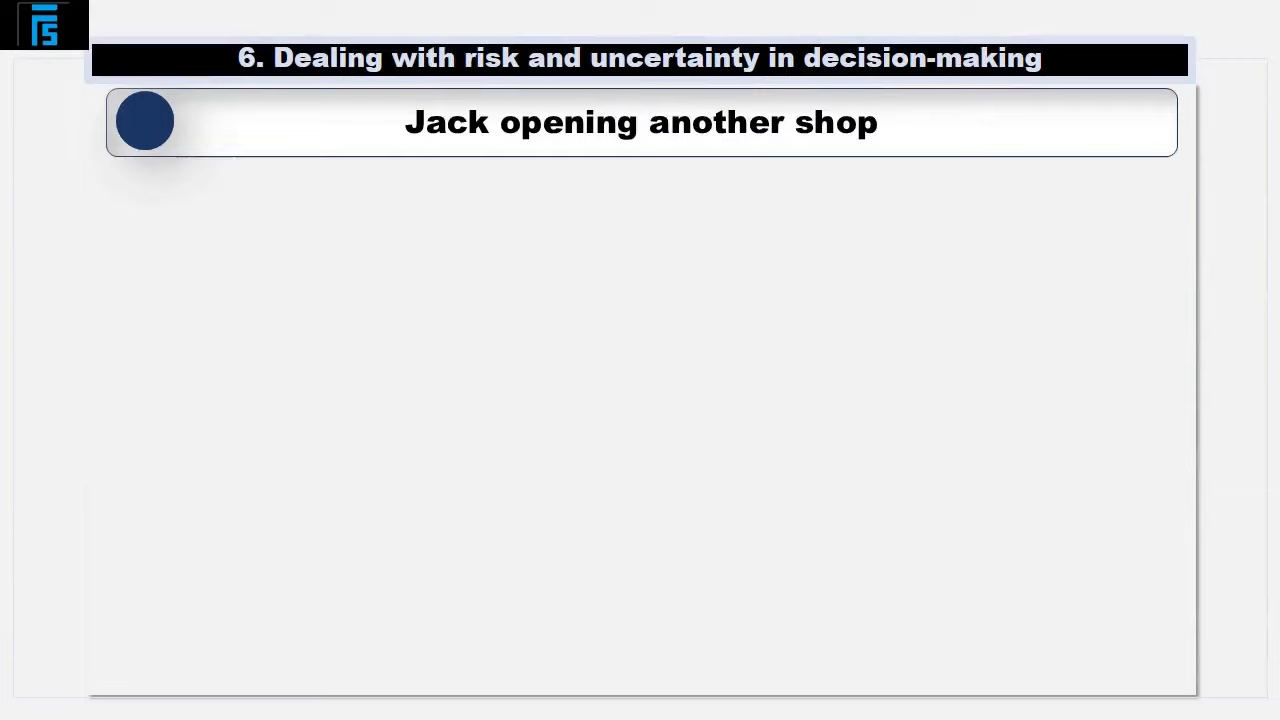 6. Dealing with risk and uncertainty in decision-making
Jack opening another shop